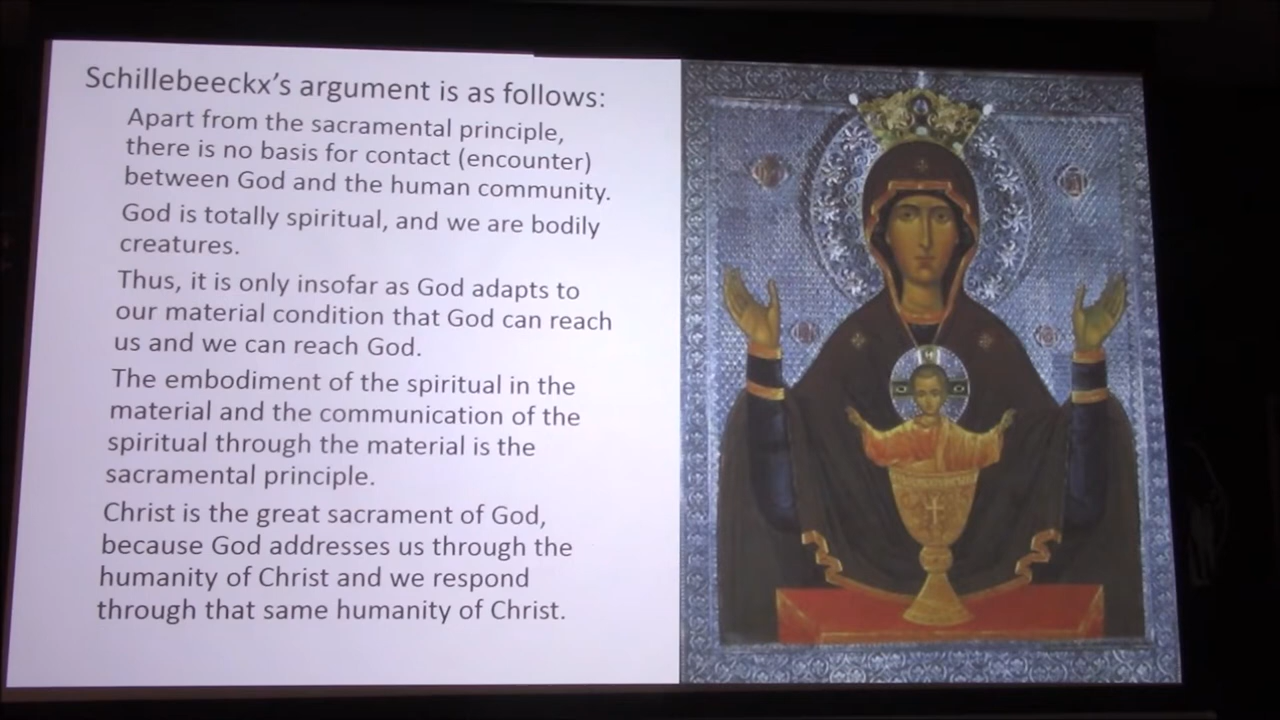 Schillebeeckx's argument is as follows:
Apart from the sacramental principle,
there is no basis for contact (encounter)
between God and the human community.
God is totally spiritual, and we are bodily
creatures.
Thus, it is only insofar as God adapts to
our material condition that God can reach
us and we can reach God.
The embodiment of the spiritual in the
material and the communication of the
spiritual through the material is the
sacramental principle.
Christ is the great sacrament of God,
because God addresses us through the
humanity of Christ and we respond
through that same humanity of Christ.